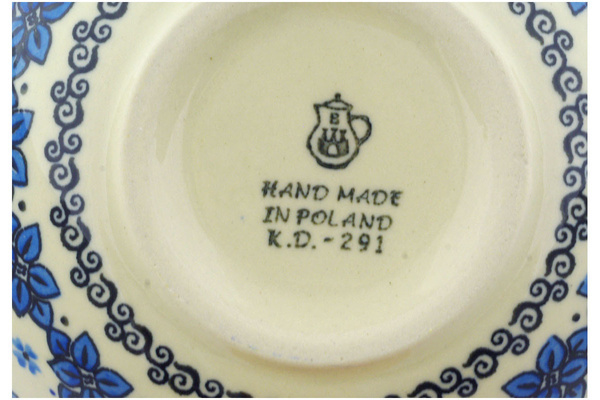 E
HAND MADE
IN POLAND
K.D.-291